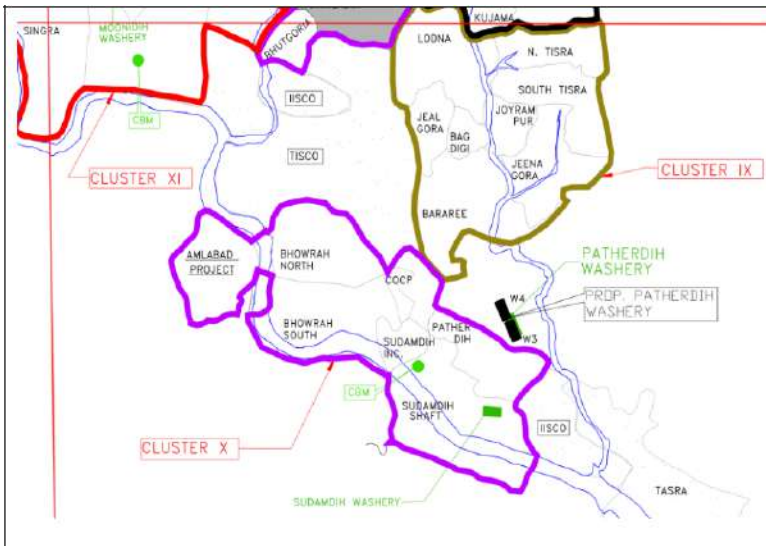 KUJAMA
SINGRA
MOONIDIH
WASHERY
BHUTGORIA
LODNA
N. TISRA
SOUTH TISRA
IISCO
JOYRAM
PUR
CBM
JEAL
GORA
BAG
DIGI
TISCO
JEENA
GORA
CLUSTER XI
CLUSTER IX
BARAREE
AMLABAD
PROJECT
BHOWRAH
NORTH
PATHERDIH
WASHERY
COCP
W4
PROP. PATHERDIH
WASHERY
BHOWRAH
SOUTH
PATHER
DIH
W3
SUDAMDIH
INC.
CBM
SUDAMDIH
SHAFT
IISCO
CLUSTER X
SUDAMDIH WASHERY
TASRA